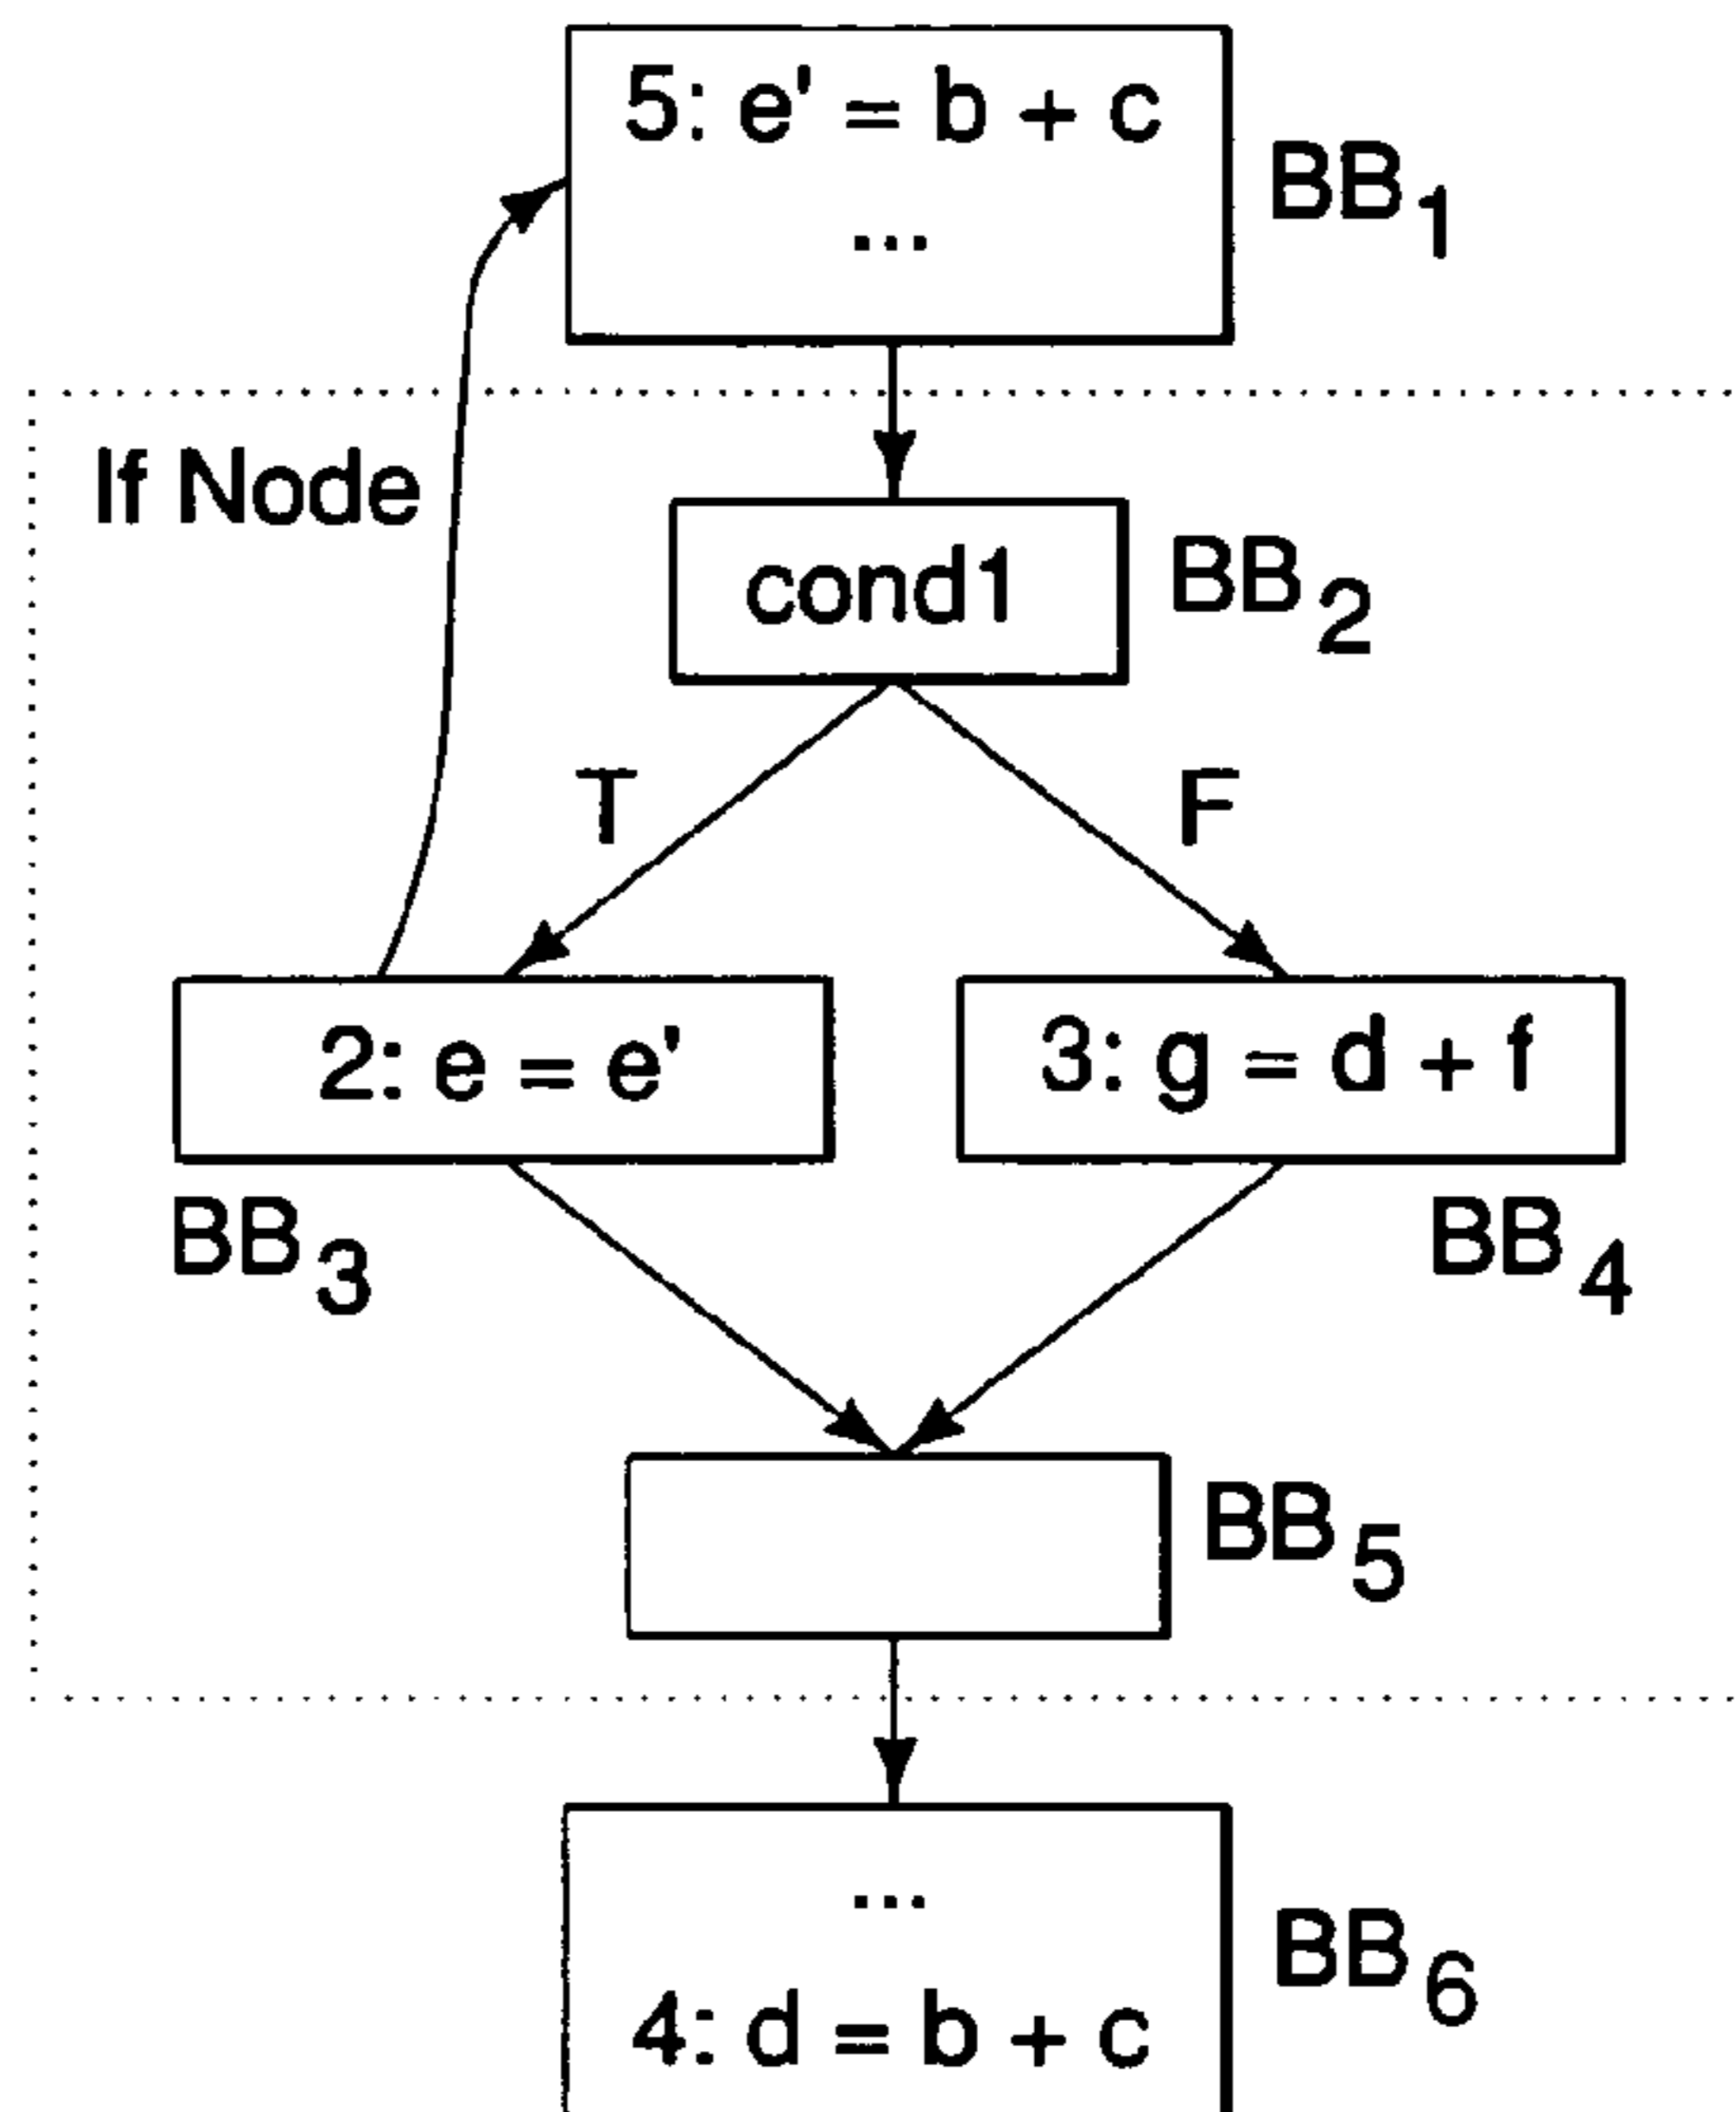 5: e' = b + c
...
BB1
If Node
cond1
BB2
T
F
2: e = e'
3: g = d + f
BB3
BB4
BB5
...
BB6
4: d = b + c